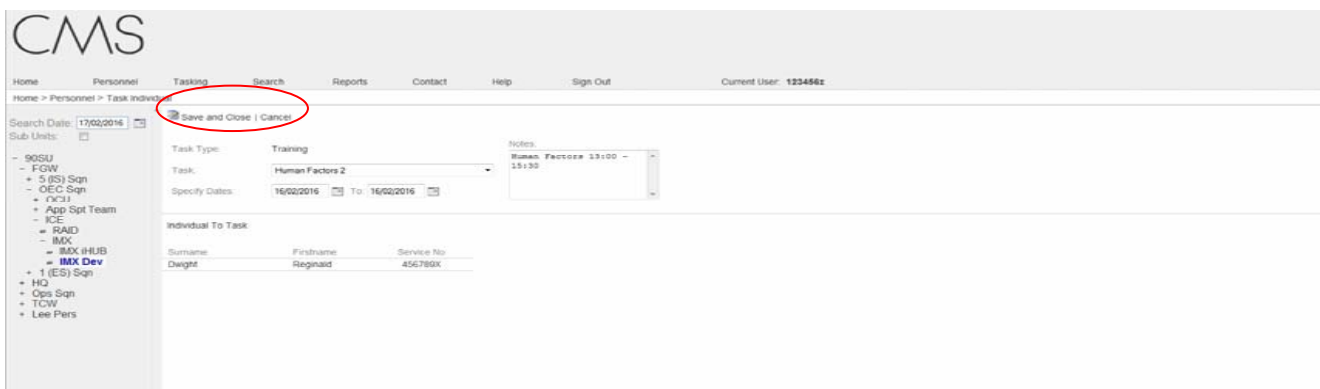 CMS
Home Personnel Tasking Search Reports Contact Help Sign Out Current User: 123456z
Home > Personnel > Task Individual
Search Date: 17/02/2016
Sub Units:
- 90SU
- FGW
+ 5 (IS) Sqn
- OEC Sqn
+ OCU
+ App Spt Team
- ICE
RAID
- IMX
IMX iHUB
IMX Dev
+ 1 (ES) Sqn
+ HQ
+ Ops Sqn
+ TCW
+ Lee Pers
Save and Close | Cancel
Task Type: Training
Task: Human Factors 2
Specify Dates: 16/02/2016 To: 16/02/2016
Notes:
Human Factors 13:00 -
15:30
Individual To Task
Surname Firstname Service No
Dwight Reginald 456789X